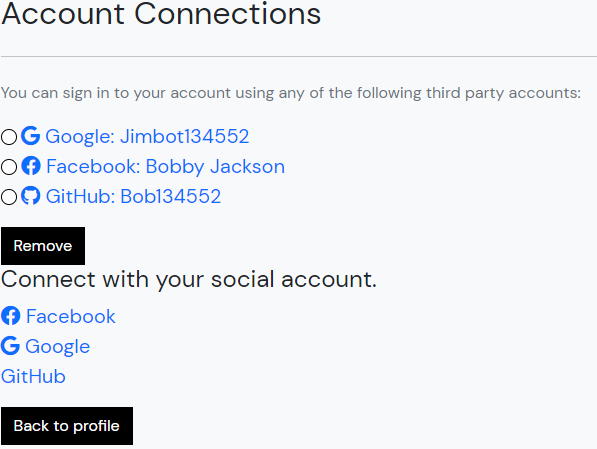 Account Connections
You can sign in to your account using any of the following third party accounts:
Google: Jimbot134552
Facebook: Bobby Jackson
GitHub: Bob134552
Remove
Connect with your social account.
Facebook
Google
GitHub
Back to profile